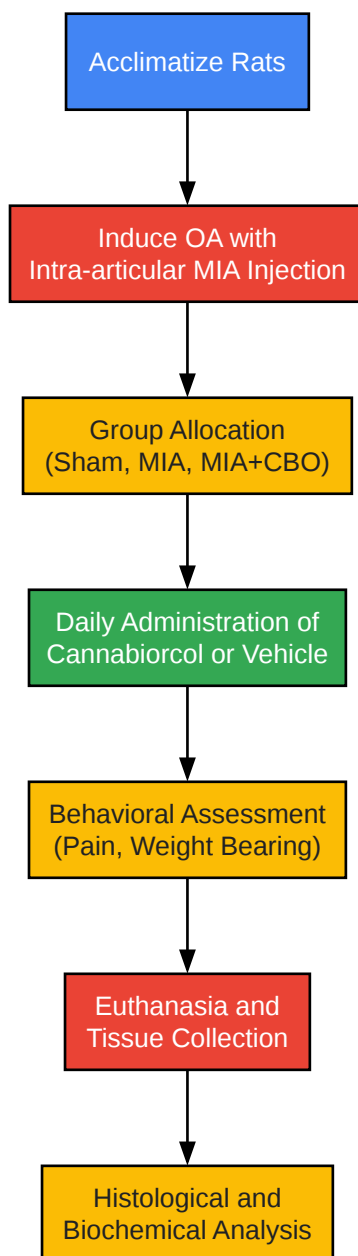 Acclimatize Rats
Induce OA with
Intra-articular MIA Injection
Group Allocation
(Sham, MIA, MIA+CBO)
Daily Administration of
Cannabiorcol or Vehicle
Behavioral Assessment
(Pain, Weight Bearing)
Euthanasia and
Tissue Collection
Histological and
Biochemical Analysis